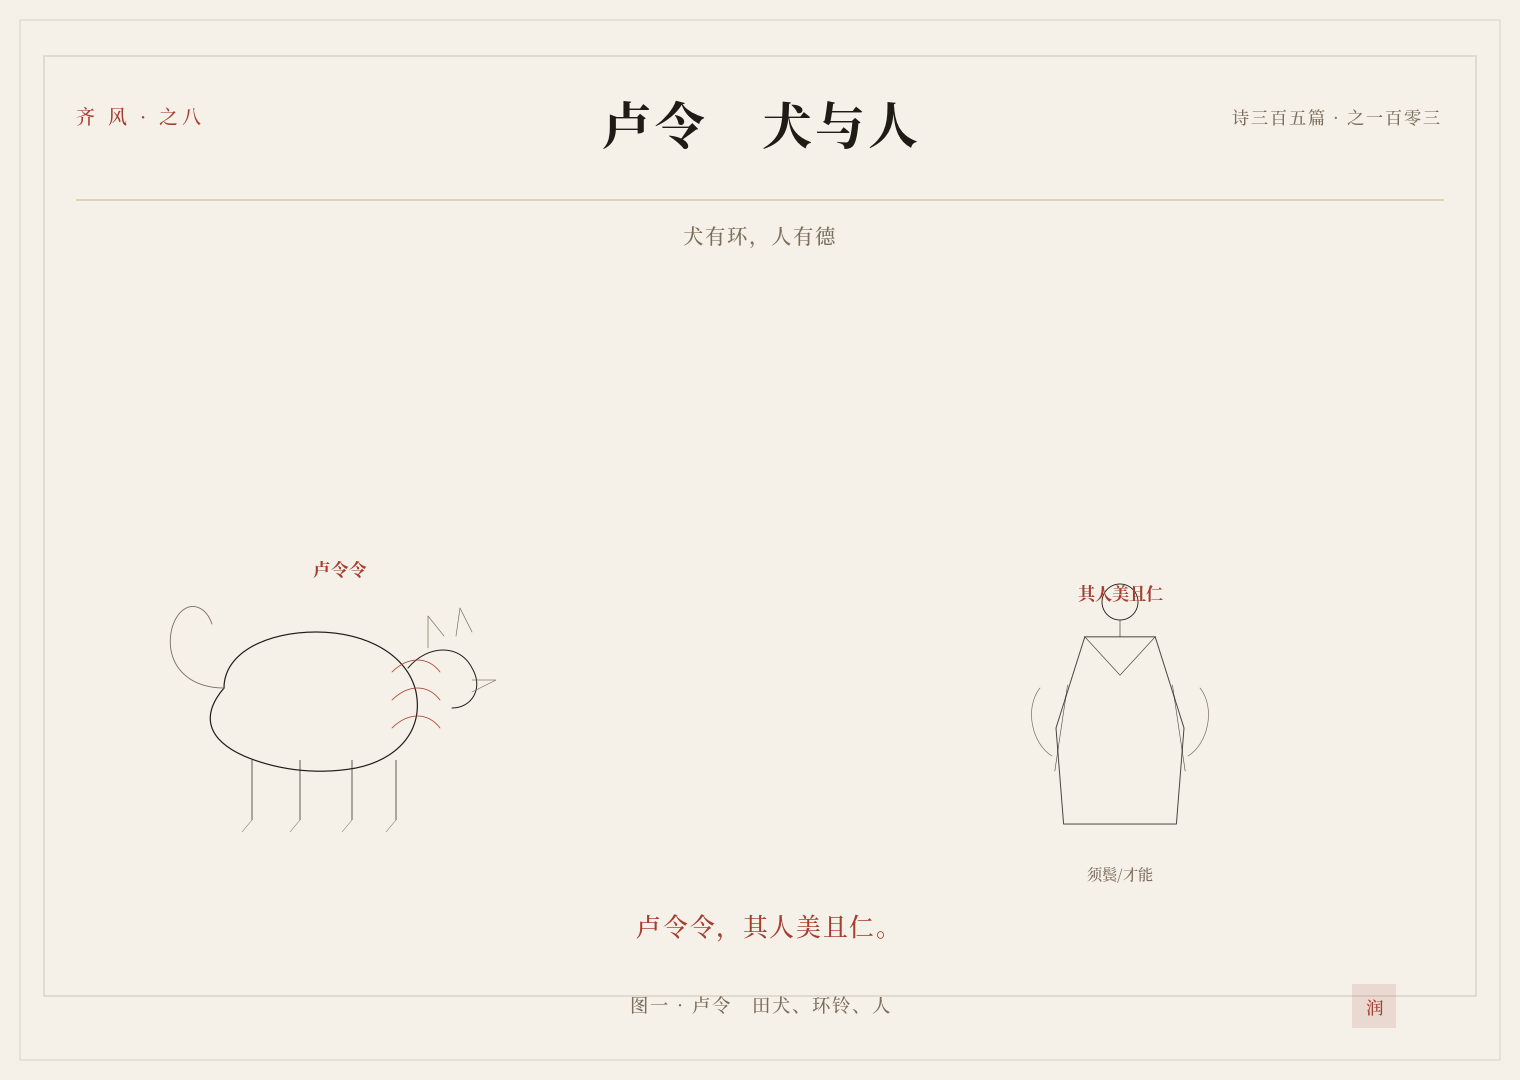 齐 风 · 之八
卢令　犬与人
诗三百五篇 · 之一百零三
犬有环，人有德
卢令令
其人美且仁
须鬓/才能
卢令令，其人美且仁。
图一 · 卢令　田犬、环铃、人
润